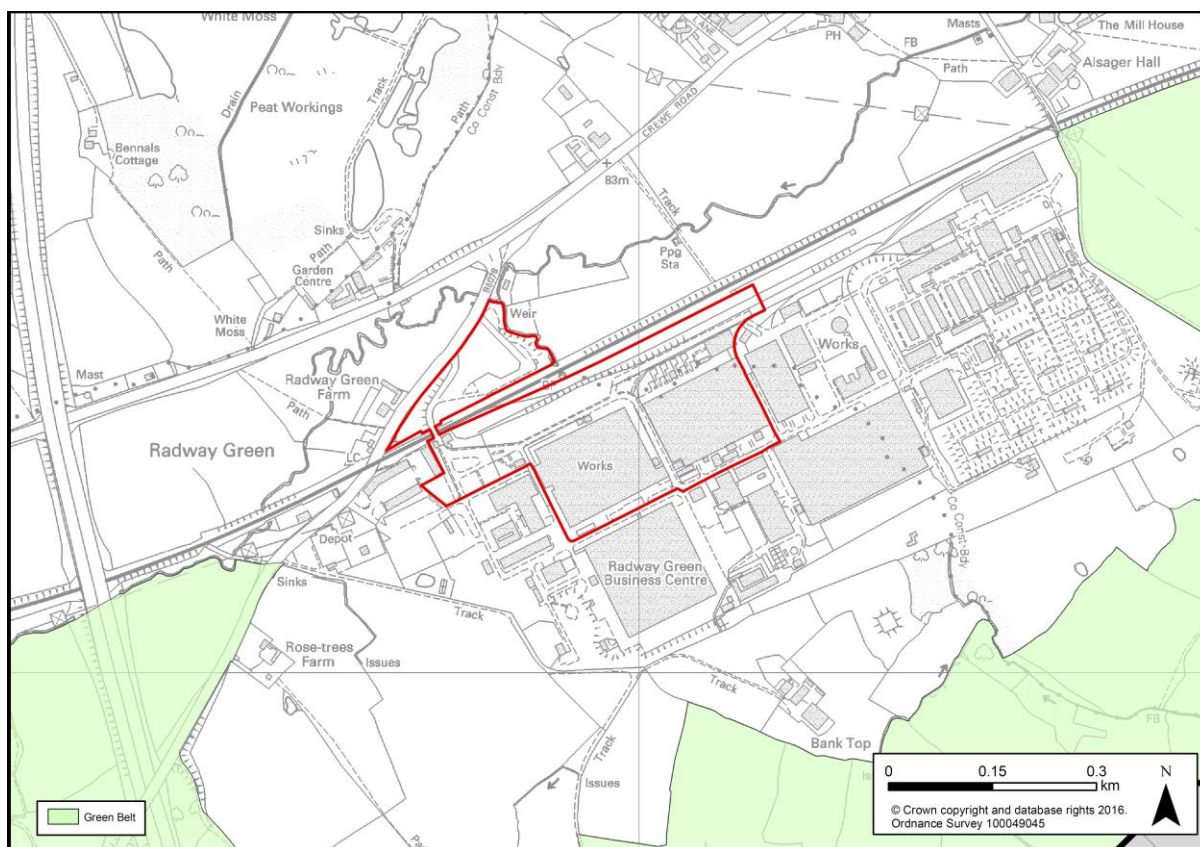 White Moss
Masts
The Mill House
PH
FB
Path
Alsager Hall
Drain
Peat Workings
Track
Path
Co Const Bdy
CREWE ROAD
Bennals
Cottage
83m
Track
Sinks
Path
Garden
Centre
Path
B5078
Ppg
Sta
White
Moss
Weir
Works
Mast
Radway Green
Farm
Path
Radway Green
LC
Works
Depot
Co Const Bdy
Radway Green
Business Centre
Sinks
Track
Rose-trees
Farm
Issues
Track
Bank Top
FB
Track
Issues
0 0.15 0.3
km
N
© Crown copyright and database rights 2016.
Ordnance Survey 100049045
Green Belt